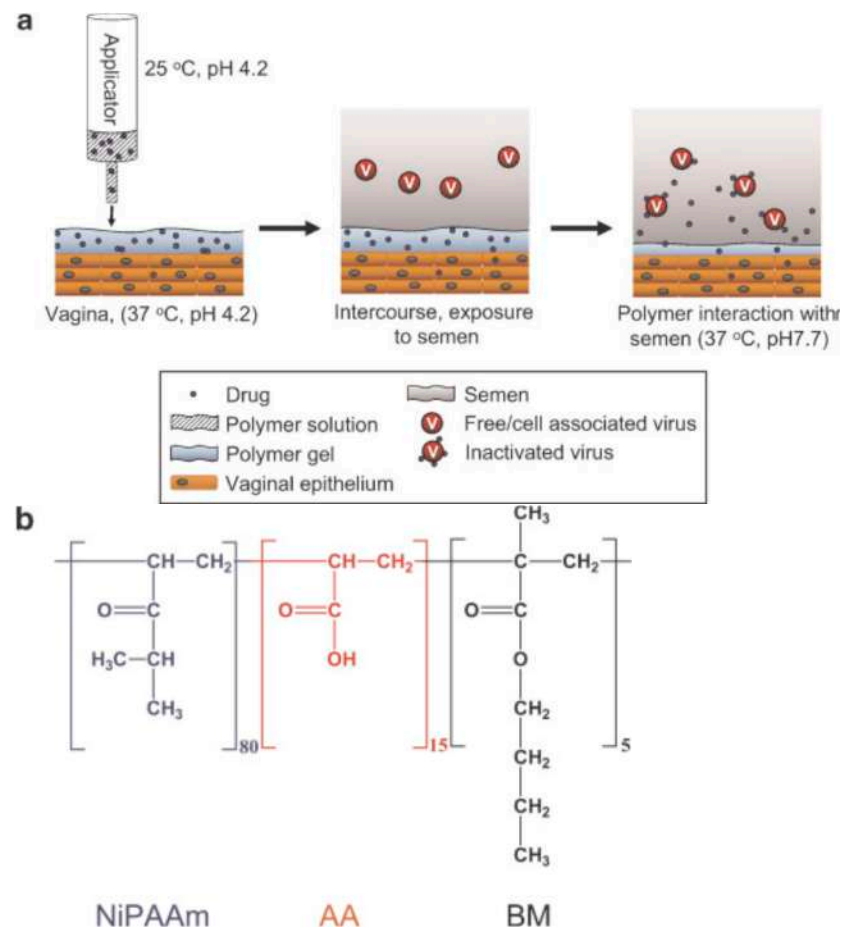 a
Applicator
25 °C, pH 4.2
V V V V
V V V V
Vagina, (37 °C, pH 4.2)
Intercourse, exposure
to semen
Polymer interaction withr
semen (37 °C, pH7.7)
Drug
Polymer solution
Polymer gel
Vaginal epithelium
Semen
V Free/cell associated virus
V Inactivated virus
b
CH3
CH—CH2 CH—CH2 C—CH2
O=C O=C O=C
H3C—CH OH O
CH3 CH2
80 15 5
CH2
CH2
CH3
NiPAAm AA BM